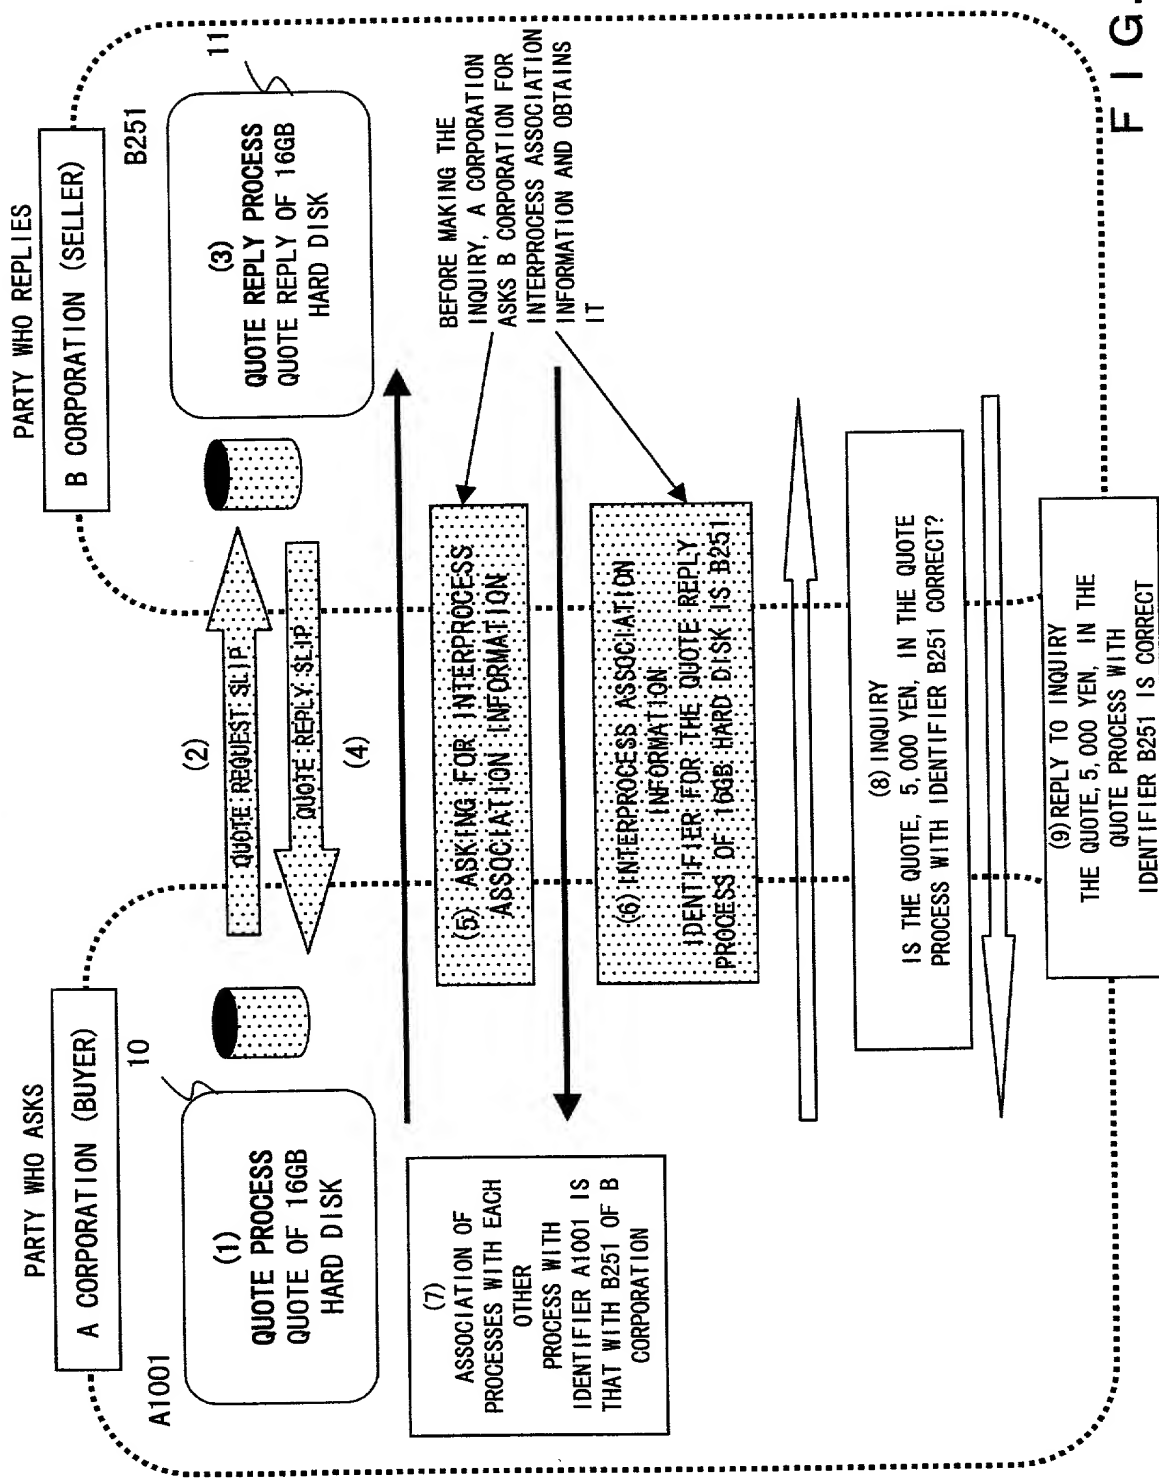 PARTY WHO ASKS
A CORPORATION (BUYER)
A1001
10
(1)
QUOTE PROCESS
QUOTE OF 16GB
HARD DISK
PARTY WHO REPLIES
B CORPORATION (SELLER)
B251
11
(3)
QUOTE REPLY PROCESS
QUOTE REPLY OF 16GB
HARD DISK
(2)
QUOTE REQUEST SLIP
QUOTE REPLY SLIP
(4)
BEFORE MAKING THE
INQUIRY, A CORPORATION
ASKS B CORPORATION FOR
INTERPROCESS ASSOCIATION
INFORMATION AND OBTAINS
IT
(5) ASKING FOR INTERPROCESS
ASSOCIATION INFORMATION
(6) INTERPROCESS ASSOCIATION
INFORMATION
IDENTIFIER FOR THE QUOTE REPLY
PROCESS OF 16GB HARD DISK IS B251
(7)
ASSOCIATION OF
PROCESSES WITH EACH
OTHER
PROCESS WITH
IDENTIFIER A1001 IS
THAT WITH B251 OF B
CORPORATION
(8) INQUIRY
IS THE QUOTE, 5,000 YEN, IN THE QUOTE
PROCESS WITH IDENTIFIER B251 CORRECT?
(9) REPLY TO INQUIRY
THE QUOTE, 5,000 YEN, IN THE
QUOTE PROCESS WITH
IDENTIFIER B251 IS CORRECT
FIG.